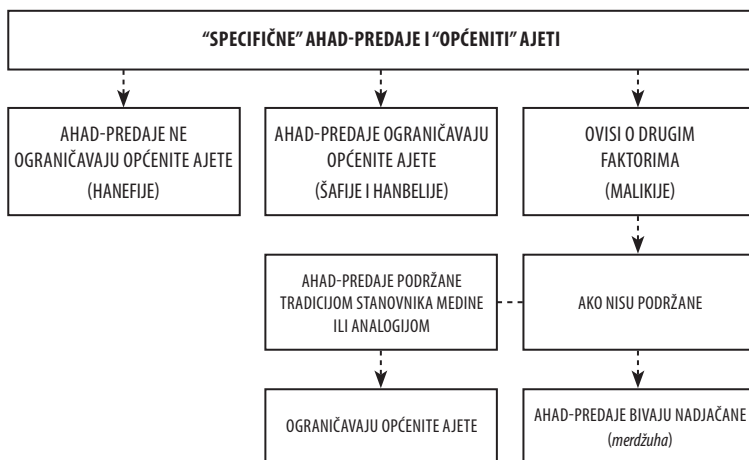 “SPECIFIČNE” AHAD-PREDAJE I “OPĆENITI” AJETI
AHAD-PREDAJE NE
OGRANIČAVAJU OPĆENITE AJETE
(HANEFIJE)
AHAD-PREDAJE OGRANIČAVAJU
OPĆENITE AJETE
(ŠAFIJE I HANBELIJE)
OVISI O DRUGIM
FAKTORIMA
(MALIKIJE)
AHAD-PREDAJE PODRŽANE
TRADICIJOM STANOVNIKA MEDINE
ILI ANALOGIJOM
AKO NISU PODRŽANE
OGRANIČAVAJU OPĆENITE AJETE
AHAD-PREDAJE BIVAJU NADJAČANE
(merdžuha)